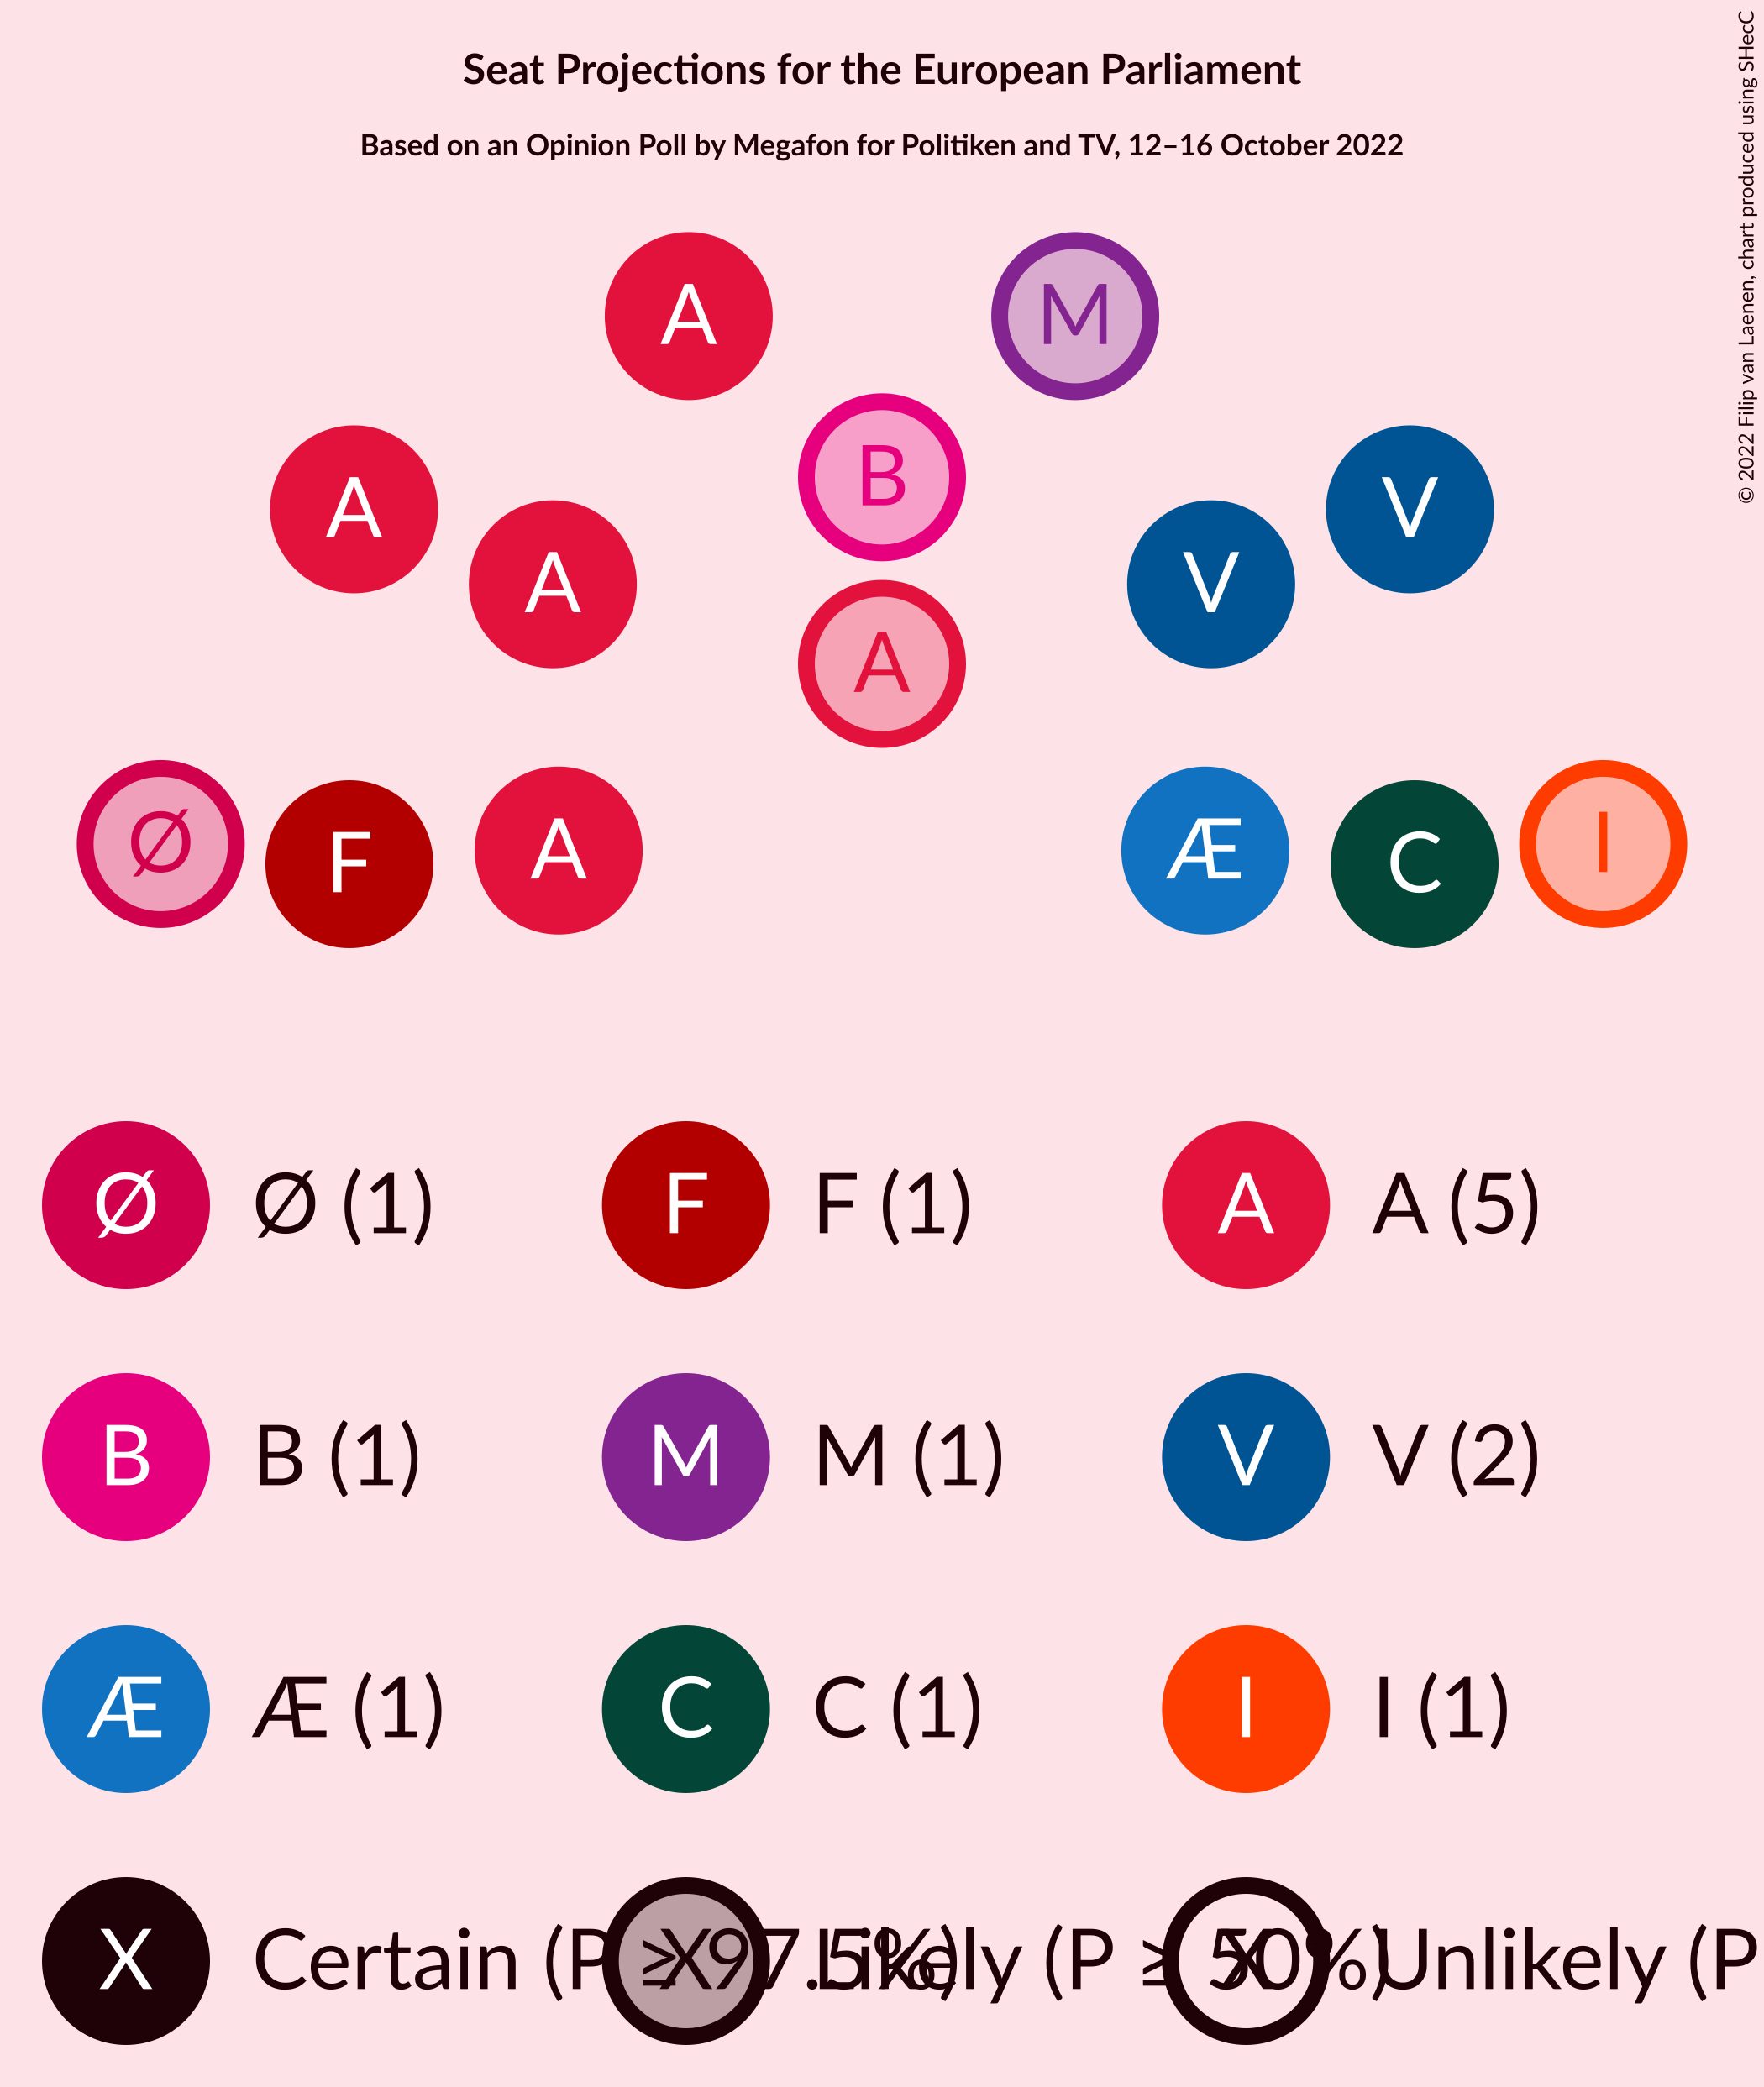 Seat Projections for the European Parliament
Based on an Opinion Poll by Megafon for Politiken and TV, 12–16 October 2022
© 2022 Filip van Laenen, chart produced using SHecC
A M
B
A V
A V
A
Ø F A Æ C I
Ø Ø (1) F F (1) A A (5)
B B (1) M M (1) V V (2)
Æ Æ (1) C C (1) I I (1)
X Certain (P ≥ 97.5%) X Likely (P ≥ 50%) X Unlikely (P